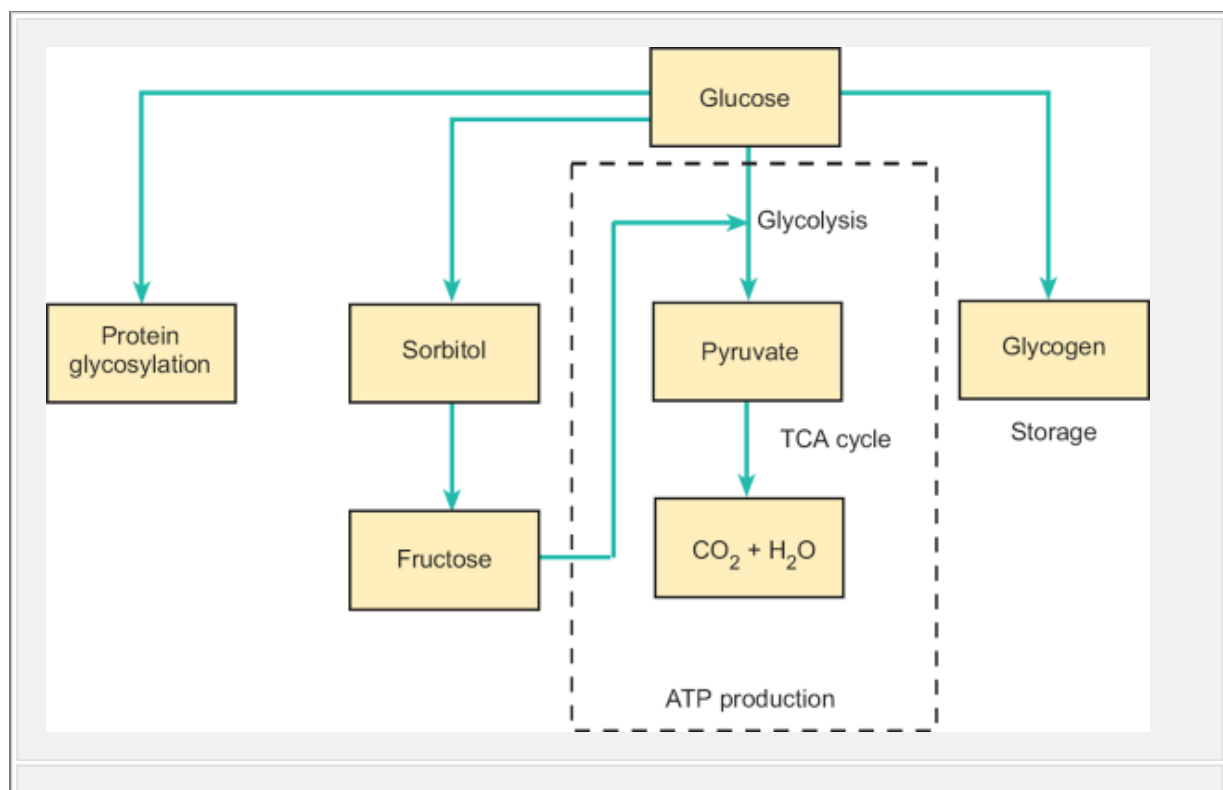 Glucose
Glycolysis
Protein
glycosylation
Sorbitol
Pyruvate
Glycogen
Storage
TCA cycle
Fructose
CO₂ + H₂O
ATP production